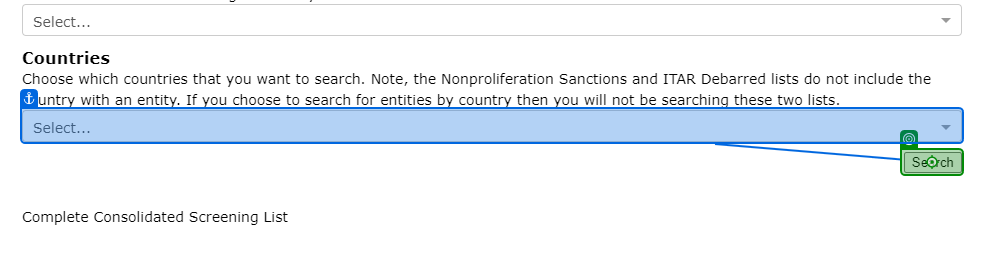 Select...
Countries
Choose which countries that you want to search. Note, the Nonproliferation Sanctions and ITAR Debarred lists do not include the
untry with an entity. If you choose to search for entities by country then you will not be searching these two lists.
Select...
Search
Complete Consolidated Screening List